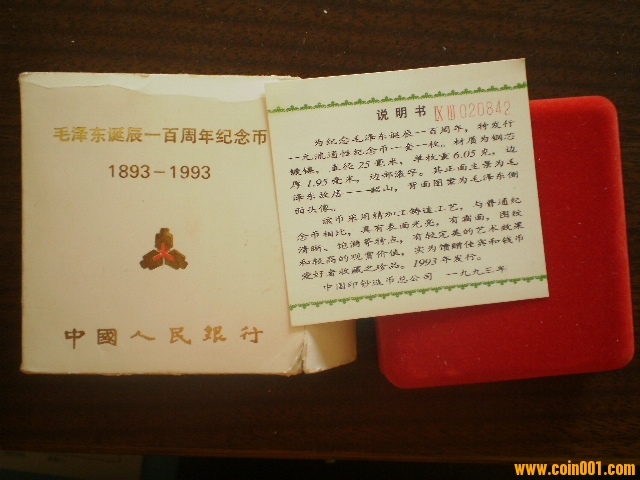 毛泽东诞辰一百周年纪念币
1893-1993
中國人民銀行
说明书
020842
为纪念毛泽东诞辰一百周年，特发行
一元流通性纪念币一套一枚。材质为钢芯
镀镍，直径25毫米，单枚重6.05克，边
厚1.95毫米，边部滚字。其正面主景为毛
泽东故居---韶山，背面图案为毛泽东侧
面头像。
该币采用精加工铸造工艺，与普通纪
念币相比，具有表面光亮，有镜面，图纹
清晰、饱满等特点，有较完美的艺术效果
和较高的观赏价值，实为馈赠佳宾和钱币
爱好者收藏之珍品。1993年发行。
中国印钞造币总公司 一九九三年
www.coin001.com